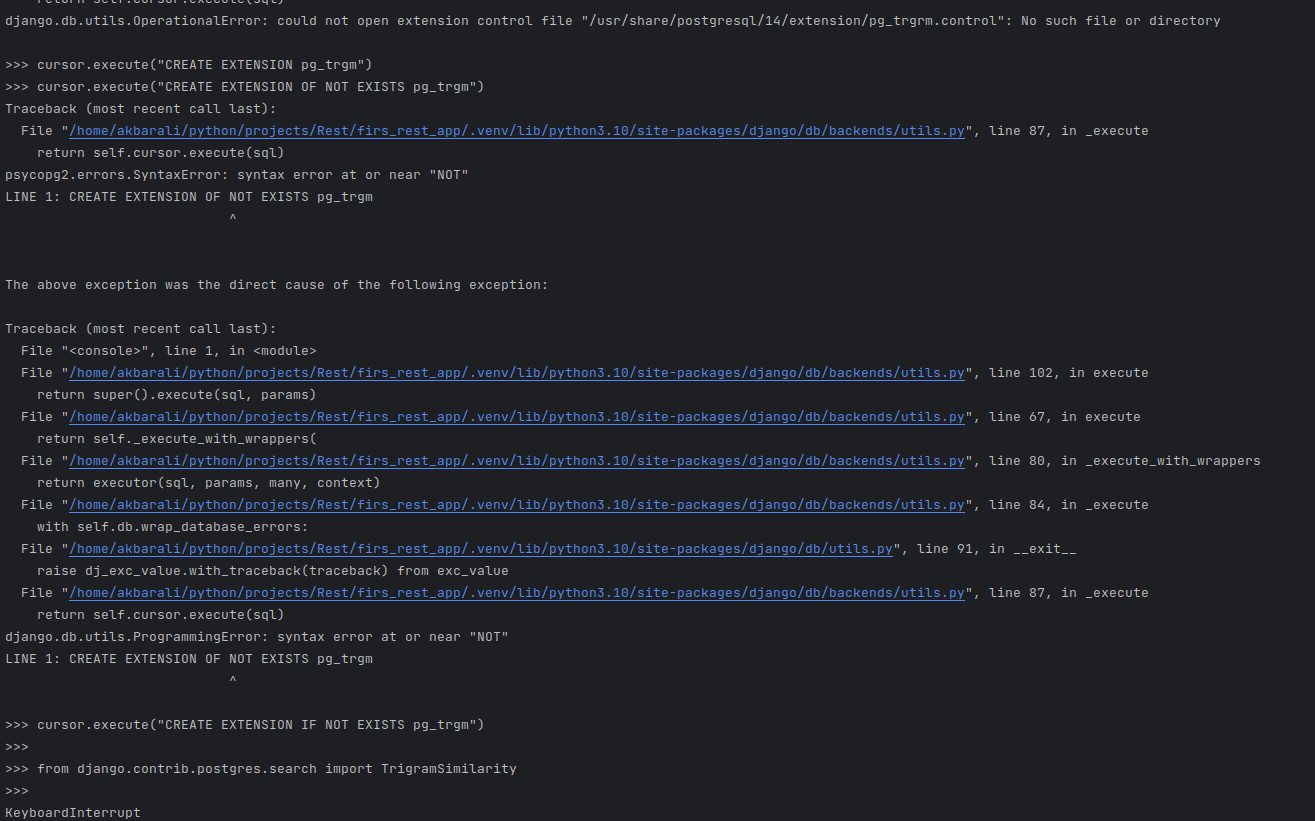 return self.cursor.execute(sql)
django.db.utils.OperationalError: could not open extension control file "/usr/share/postgresql/14/extension/pg_trgrm.control": No such file or directory
>>> cursor.execute("CREATE EXTENSION pg_trgm")
>>> cursor.execute("CREATE EXTENSION OF NOT EXISTS pg_trgm")
Traceback (most recent call last):
  File "/home/akbarali/python/projects/Rest/firs_rest_app/.venv/lib/python3.10/site-packages/django/db/backends/utils.py", line 87, in _execute
    return self.cursor.execute(sql)
psycopg2.errors.SyntaxError: syntax error at or near "NOT"
LINE 1: CREATE EXTENSION OF NOT EXISTS pg_trgm
                            ^
The above exception was the direct cause of the following exception:
Traceback (most recent call last):
  File "<console>", line 1, in <module>
  File "/home/akbarali/python/projects/Rest/firs_rest_app/.venv/lib/python3.10/site-packages/django/db/backends/utils.py", line 102, in execute
    return super().execute(sql, params)
  File "/home/akbarali/python/projects/Rest/firs_rest_app/.venv/lib/python3.10/site-packages/django/db/backends/utils.py", line 67, in execute
    return self._execute_with_wrappers(
  File "/home/akbarali/python/projects/Rest/firs_rest_app/.venv/lib/python3.10/site-packages/django/db/backends/utils.py", line 80, in _execute_with_wrappers
    return executor(sql, params, many, context)
  File "/home/akbarali/python/projects/Rest/firs_rest_app/.venv/lib/python3.10/site-packages/django/db/backends/utils.py", line 84, in _execute
    with self.db.wrap_database_errors:
  File "/home/akbarali/python/projects/Rest/firs_rest_app/.venv/lib/python3.10/site-packages/django/db/utils.py", line 91, in __exit__
    raise dj_exc_value.with_traceback(traceback) from exc_value
  File "/home/akbarali/python/projects/Rest/firs_rest_app/.venv/lib/python3.10/site-packages/django/db/backends/utils.py", line 87, in _execute
    return self.cursor.execute(sql)
django.db.utils.ProgrammingError: syntax error at or near "NOT"
LINE 1: CREATE EXTENSION OF NOT EXISTS pg_trgm
                            ^
>>> cursor.execute("CREATE EXTENSION IF NOT EXISTS pg_trgm")
>>>
>>> from django.contrib.postgres.search import TrigramSimilarity
>>>
KeyboardInterrupt